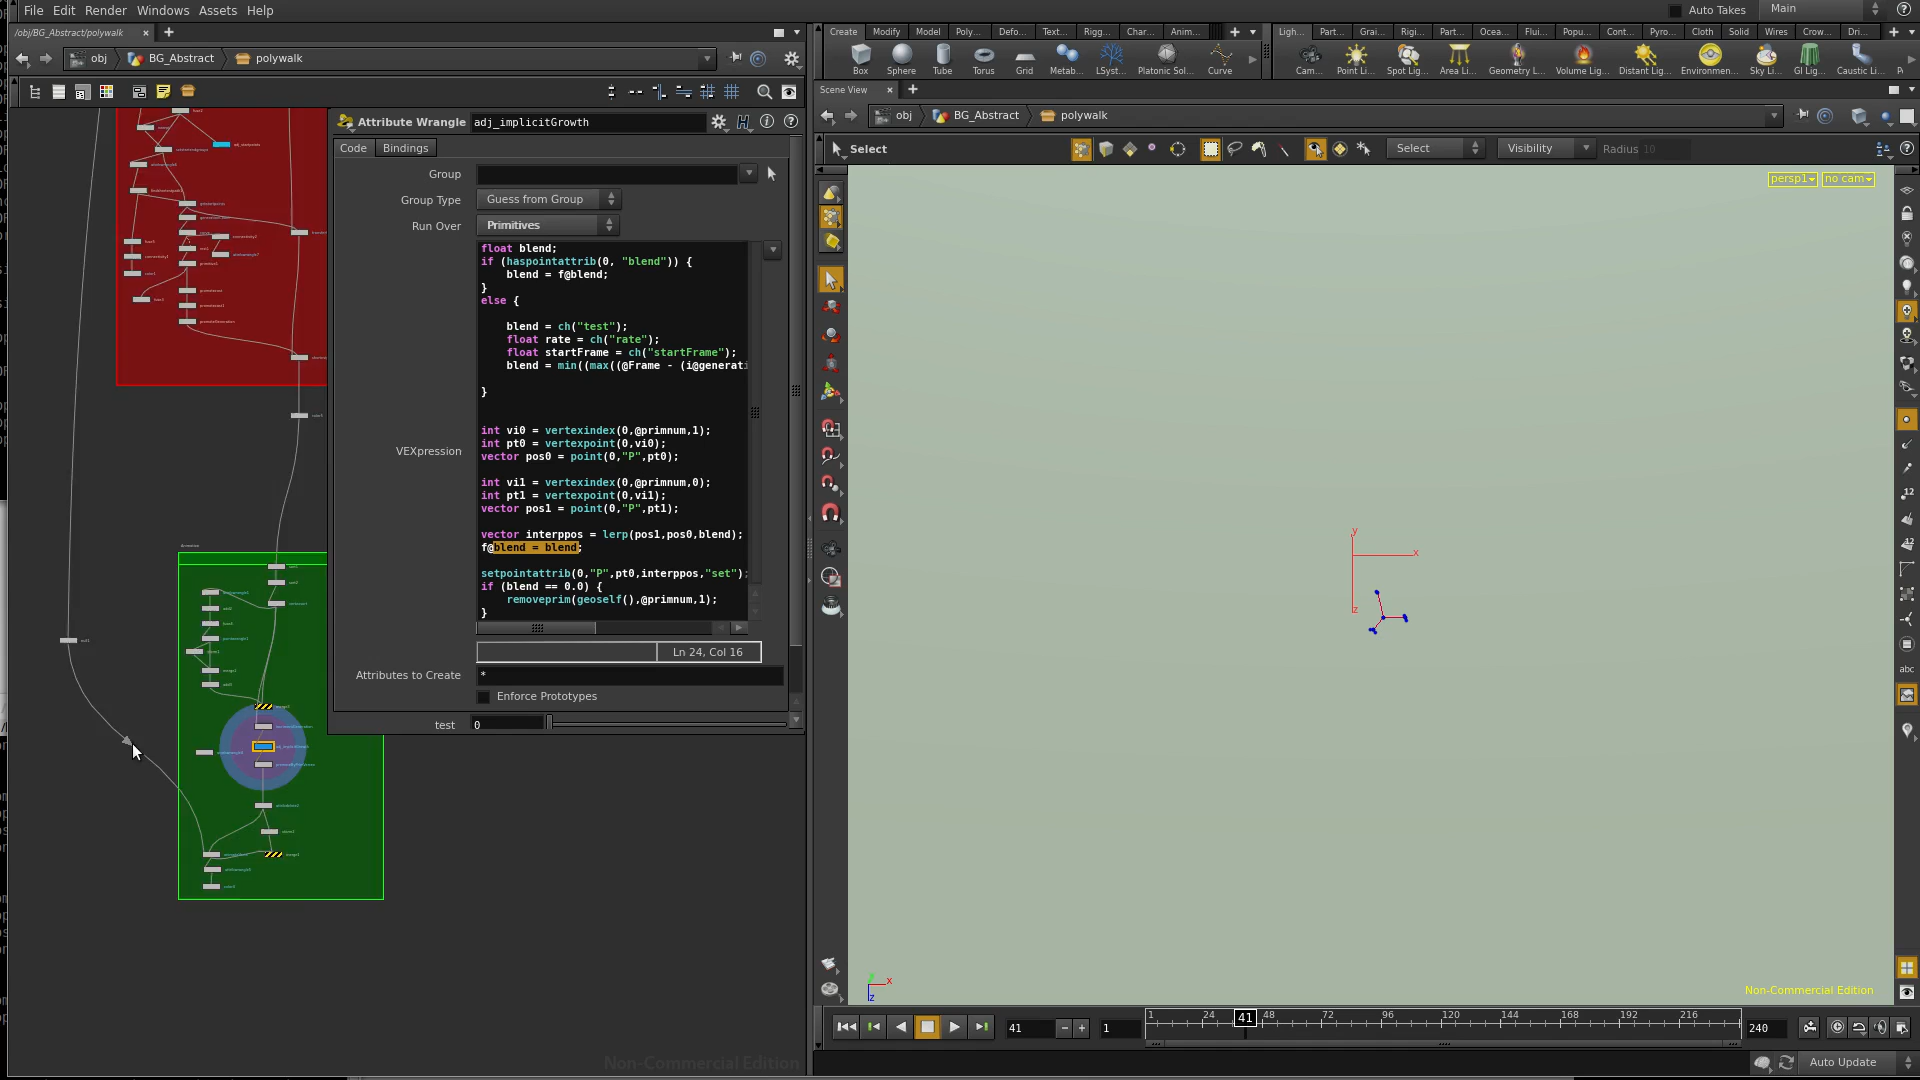 File Edit Render Windows Assets Help
Auto Takes Main
/obj/BG_Abstract/polywalk
obj BG_Abstract polywalk
Create Modify Model Poly... Defo... Text... Rigg... Char... Anim...
Ligh... Part... Grai... Rigi... Part... Ocea... Flui... Popu... Cont... Pyro... Cloth Solid Wires Crow... Dri...
Box Sphere Tube Torus Grid Metab... LSyst... Platonic Sol... Curve
Cam... Point Li... Spot Lig... Area Li... Geometry L... Volume Lig... Distant Lig... Environmen... Sky Li... GI Lig... Caustic Li...
Scene View
obj BG_Abstract polywalk
Select
Select Visibility Radius 10
persp1 no cam
Attribute Wrangle adj_implicitGrowth
Code Bindings
Group
Group Type Guess from Group
Run Over Primitives
VEXpression
float blend;
if (haspointattrib(0, "blend")) {
blend = f@blend;
}
else {
blend = ch("test");
float rate = ch("rate");
float startFrame = ch("startFrame");
blend = min((max((@Frame - (i@generati
}
int vi0 = vertexindex(0,@primnum,1);
int pt0 = vertexpoint(0,vi0);
vector pos0 = point(0,"P",pt0);
int vi1 = vertexindex(0,@primnum,0);
int pt1 = vertexpoint(0,vi1);
vector pos1 = point(0,"P",pt1);
vector interppos = lerp(pos1,pos0,blend);
f@blend = blend;
setpointattrib(0,"P",pt0,interppos,"set");
if (blend == 0.0) {
removeprim(geoself(),@primnum,1);
}
Ln 24, Col 16
Attributes to Create *
Enforce Prototypes
test 0
y
x
z
12
12
abc
x
z
Non-Commercial Edition
41 1 1 24 41 48 72 96 120 144 168 192 216 240
Non-Commercial Edition
Auto Update